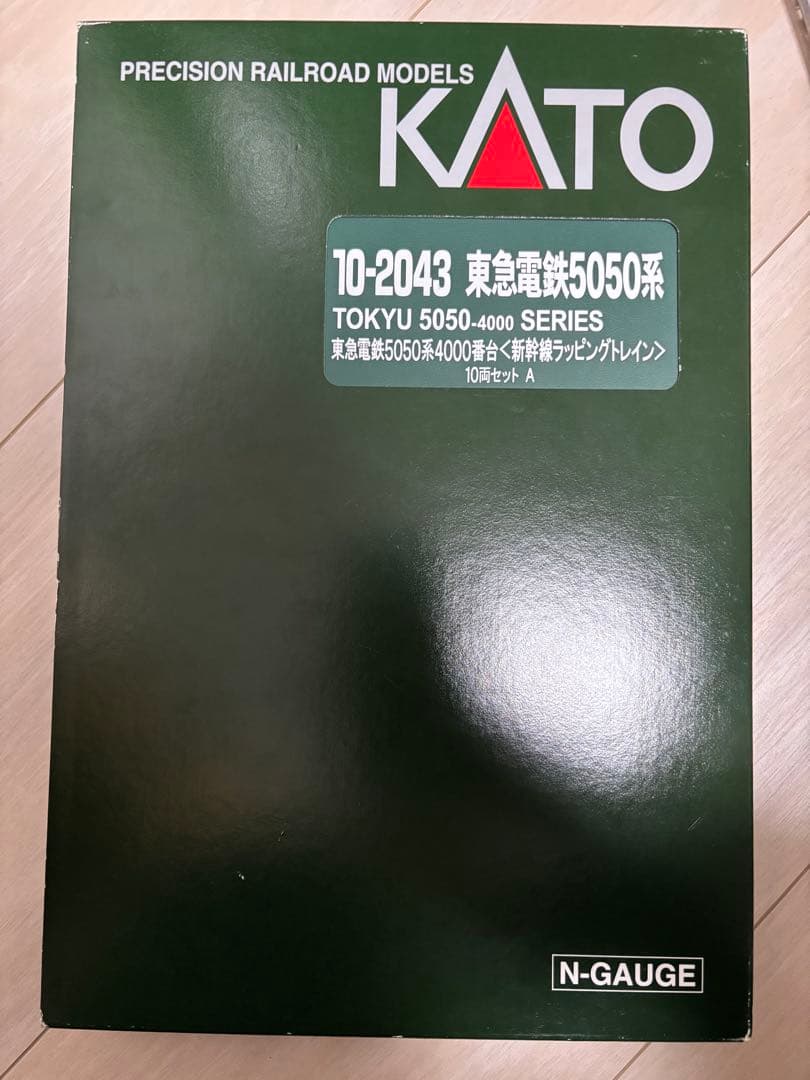 PRECISION RAILROAD MODELS
KATO
10-2043 東急電鉄5050系
TOKYU 5050-4000 SERIES
東急電鉄5050系4000番台<新幹線ラッピングトレイン>
10両セット A
N-GAUGE